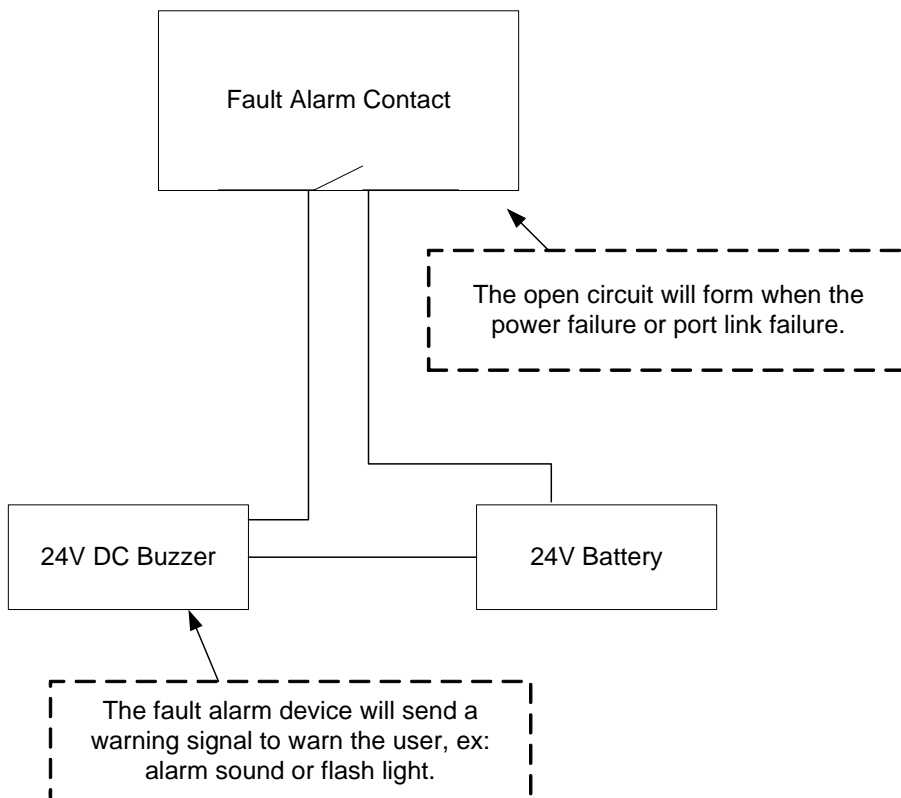 Fault Alarm Contact
The open circuit will form when the
power failure or port link failure.
24V DC Buzzer
24V Battery
The fault alarm device will send a
warning signal to warn the user, ex:
alarm sound or flash light.